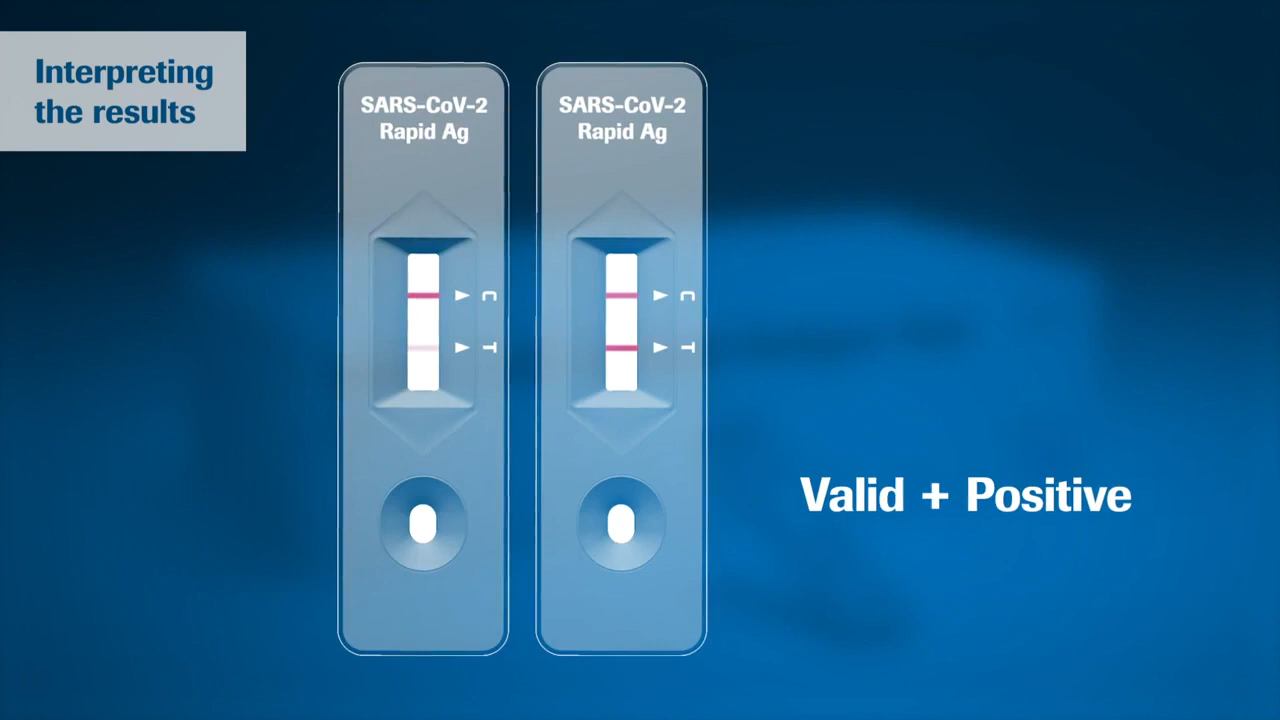 Interpreting
the results
SARS-CoV-2
Rapid Ag
C
T
SARS-CoV-2
Rapid Ag
C
T
Valid + Positive